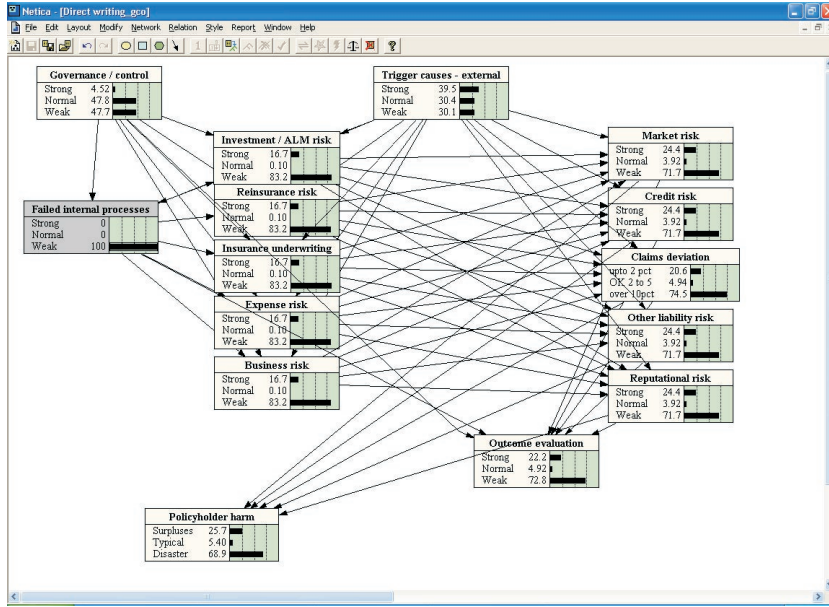 Netica - [Direct writing_gco]
File Edit Layout Modify Network Relation Style Report Window Help
Governance / control
Strong 4.52
Normal 47.8
Weak 47.7
Trigger causes - external
Strong 39.5
Normal 30.4
Weak 30.1
Investment / ALM risk
Strong 16.7
Normal 0.10
Weak 83.2
Reinsurance risk
Strong 16.7
Normal 0.10
Weak 83.2
Failed internal processes
Strong 0
Normal 0
Weak 100
Insurance underwriting
Strong 16.7
Normal 0.10
Weak 83.2
Expense risk
Strong 16.7
Normal 0.10
Weak 83.2
Business risk
Strong 16.7
Normal 0.10
Weak 83.2
Market risk
Strong 24.4
Normal 3.92
Weak 71.7
Credit risk
Strong 24.4
Normal 3.92
Weak 71.7
Claims deviation
upto 2 pct 20.6
OK 2 to 5 4.94
over 10pct 74.5
Other liability risk
Strong 24.4
Normal 3.92
Weak 71.7
Reputational risk
Strong 24.4
Normal 3.92
Weak 71.7
Outcome evaluation
Strong 22.2
Normal 4.92
Weak 72.8
Policyholder harm
Surpluses 25.7
Typical 5.40
Disaster 68.9